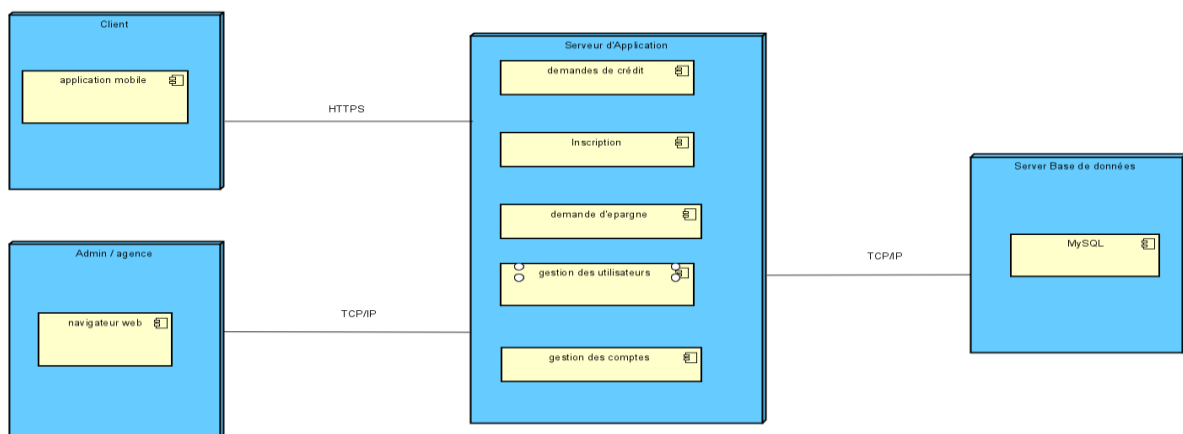 Client
application mobile
HTTPS
Admin / agence
navigateur web
TCP/IP
Serveur d'Application
demandes de crédit
Inscription
demande d'epargne
gestion des utilisateurs
gestion des comptes
TCP/IP
Server Base de données
MySQL